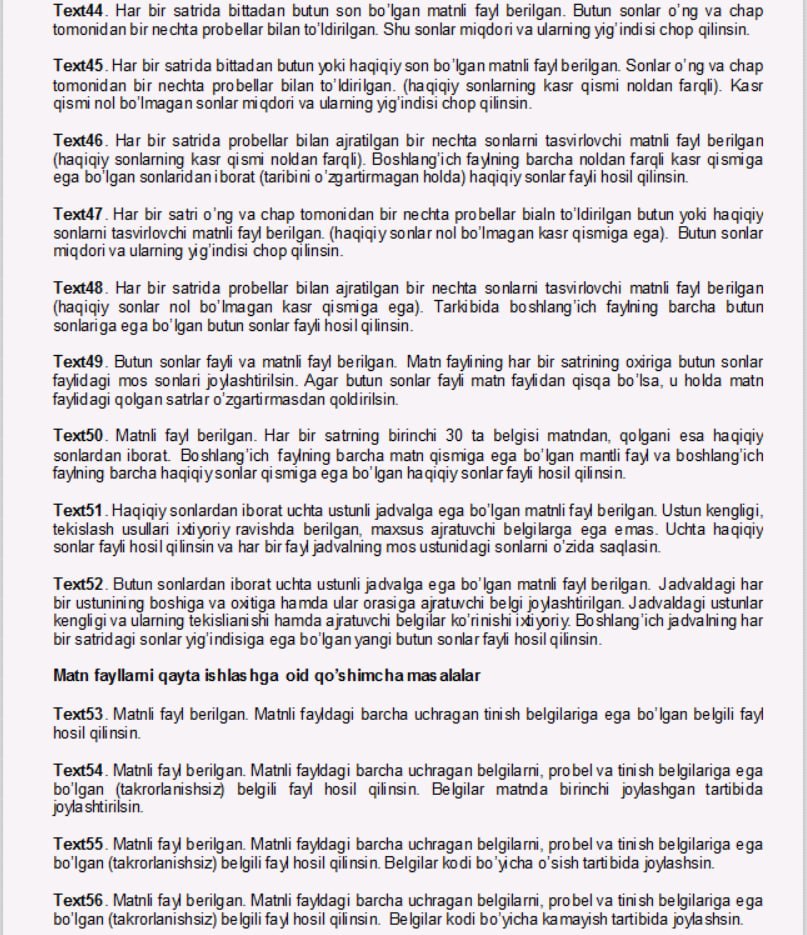 Text44. Har bir satrida bittadan butun son bo'lgan matnli fayl berilgan. Butun sonlar o'ng va chap
tomonidan bir nechta probellar bilan to'ldirilgan. Shu sonlar miqdori va ularning yig'indisi chop qilinsin.
Text45. Har bir satrida bittadan butun yoki haqiqiy son bo'lgan matnli fayl berilgan. Sonlar o'ng va chap
tomonidan bir nechta probellar bilan to'ldirilgan. (haqiqiy sonlarning kasr qismi noldan farqli). Kasr
qismi nol bo'lmagan sonlar miqdori va ularning yig'indisi chop qilinsin.
Text46. Har bir satrida probellar bilan ajratilgan bir nechta sonlarni tasvirlovchi matnli fayl berilgan
(haqiqiy sonlarning kasr qismi noldan farqli). Boshlang'ich faylning barcha noldan farqli kasr qismiga
ega bo'lgan sonlaridan iborat (taribini o'zgartirmagan holda) haqiqiy sonlar fayli hosil qilinsin.
Text47. Har bir satri o'ng va chap tomonidan bir nechta probellar bialn to'ldirilgan butun yoki haqiqiy
sonlarni tasvirlovchi matnli fayl berilgan. (haqiqiy sonlar nol bo'lmagan kasr qismiga ega). Butun sonlar
miqdori va ularning yig'indisi chop qilinsin.
Text48. Har bir satrida probellar bilan ajratilgan bir nechta sonlarni tasvirlovchi matnli fayl berilgan
(haqiqiy sonlar nol bo'lmagan kasr qismiga ega). Tarkibida boshlang'ich faylning barcha butun
sonlariga ega bo'lgan butun sonlar fayli hosil qilinsin.
Text49. Butun sonlar fayli va matnli fayl berilgan. Matn faylining har bir satrining oxiriga butun sonlar
faylidagi mos sonlari joylashtirilsin. Agar butun sonlar fayli matn faylidan qisqa bo'lsa, u holda matn
faylidagi qolgan satrlar o'zgartirmasdan qoldirilsin.
Text50. Matnli fayl berilgan. Har bir satrning birinchi 30 ta belgisi matndan, qolgani esa haqiqiy
sonlardan iborat. Boshlang'ich faylning barcha matn qismiga ega bo'lgan mantli fayl va boshlang'ich
faylning barcha haqiqiy sonlar qismiga ega bo'lgan haqiqiy sonlar fayli hosil qilinsin.
Text51. Haqiqiy sonlardan iborat uchta ustunli jadvalga ega bo'lgan matnli fayl berilgan. Ustun kengligi,
tekislash usullari ixtiyoriy ravishda berilgan, maxsus ajratuvchi belgilarga ega emas. Uchta haqiqiy
sonlar fayli hosil qilinsin va har bir fayl jadvalning mos ustunidagi sonlarni o'zida saqlasin.
Text52. Butun sonlardan iborat uchta ustunli jadvalga ega bo'lgan matnli fayl berilgan. Jadvaldagi har
bir ustunining boshiga va oxitiga hamda ular orasiga ajratuvchi belgi joylashtirilgan. Jadvaldagi ustunlar
kengligi va ularning tekislianishi hamda ajratuvchi belgilar ko'rinishi ixtiyoriy. Boshlang'ich jadvalning har
bir satridagi sonlar yig'indisiga ega bo'lgan yangi butun sonlar fayli hosil qilinsin.
Matn fayllarni qayta ishlashga oid qo'shimcha masalalar
Text53. Matnli fayl berilgan. Matnli fayldagi barcha uchragan tinish belgilariga ega bo'lgan belgili fayl
hosil qilinsin.
Text54. Matnli fayl berilgan. Matnli fayldagi barcha uchragan belgilarni, probel va tinish belgilariga ega
bo'lgan (takrorlanishsiz) belgili fayl hosil qilinsin. Belgilar matnda birinchi joylashgan tartibida
joylashtirilsin.
Text55. Matnli fayl berilgan. Matnli fayldagi barcha uchragan belgilarni, probel va tinish belgilariga ega
bo'lgan (takrorlanishsiz) belgili fayl hosil qilinsin. Belgilar kodi bo'yicha o'sish tartibida joylashsin.
Text56. Matnli fayl berilgan. Matnli fayldagi barcha uchragan belgilarni, probel va tinish belgilariga ega
bo'lgan (takrorlanishsiz) belgili fayl hosil qilinsin. Belgilar kodi bo'yicha kamayish tartibida joylashsin.